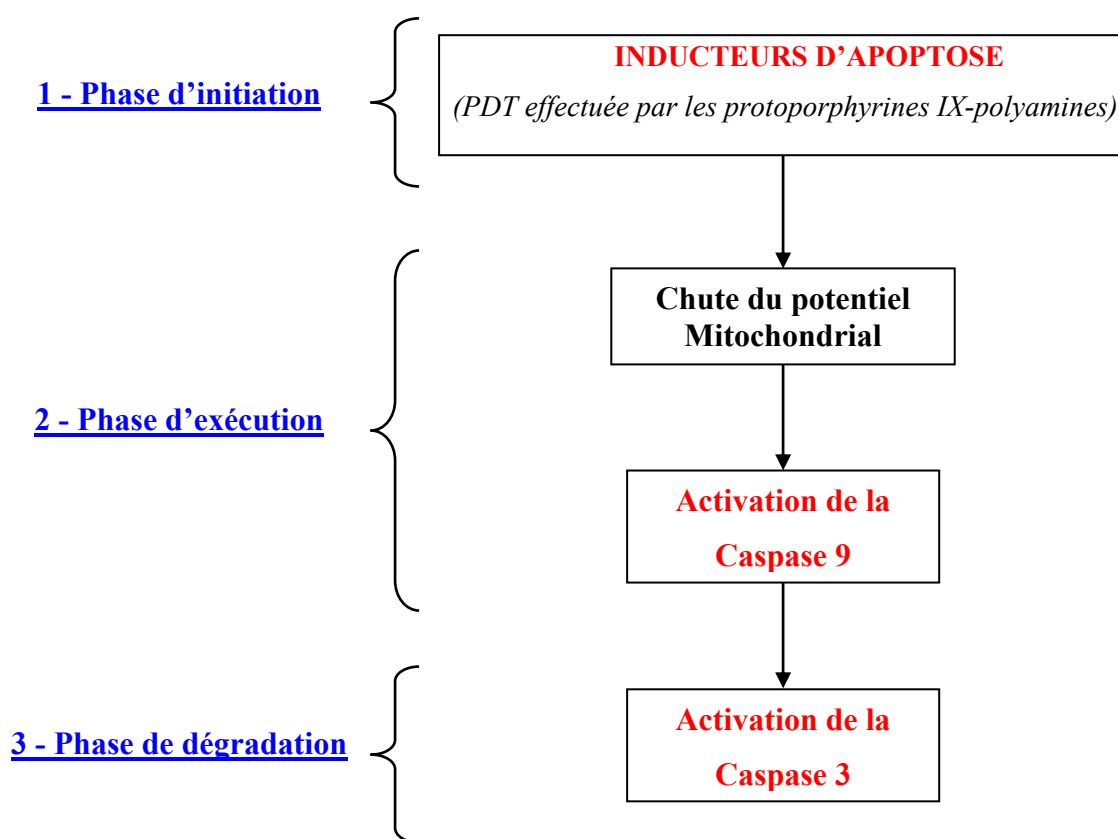 1 - Phase d’initiation
INDUCTEURS D’APOPTOSE
(PDT effectuée par les protoporphyrines IX-polyamines)
2 - Phase d’exécution
Chute du potentiel
Mitochondrial
Activation de la
Caspase 9
3 - Phase de dégradation
Activation de la
Caspase 3